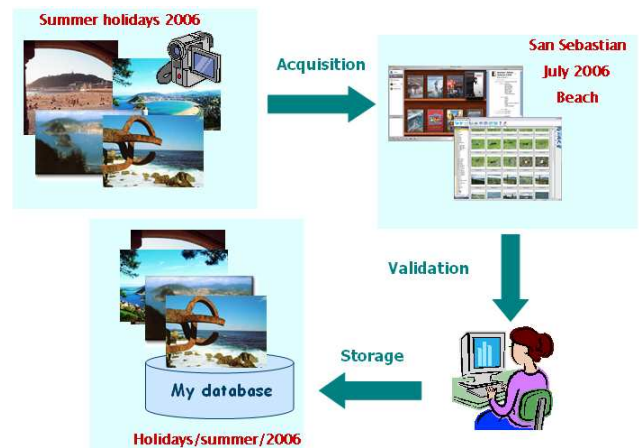 Summer holidays 2006
Acquisition
San Sebastian
July 2006
Beach
Validation
Storage
My database
Holidays/summer/2006